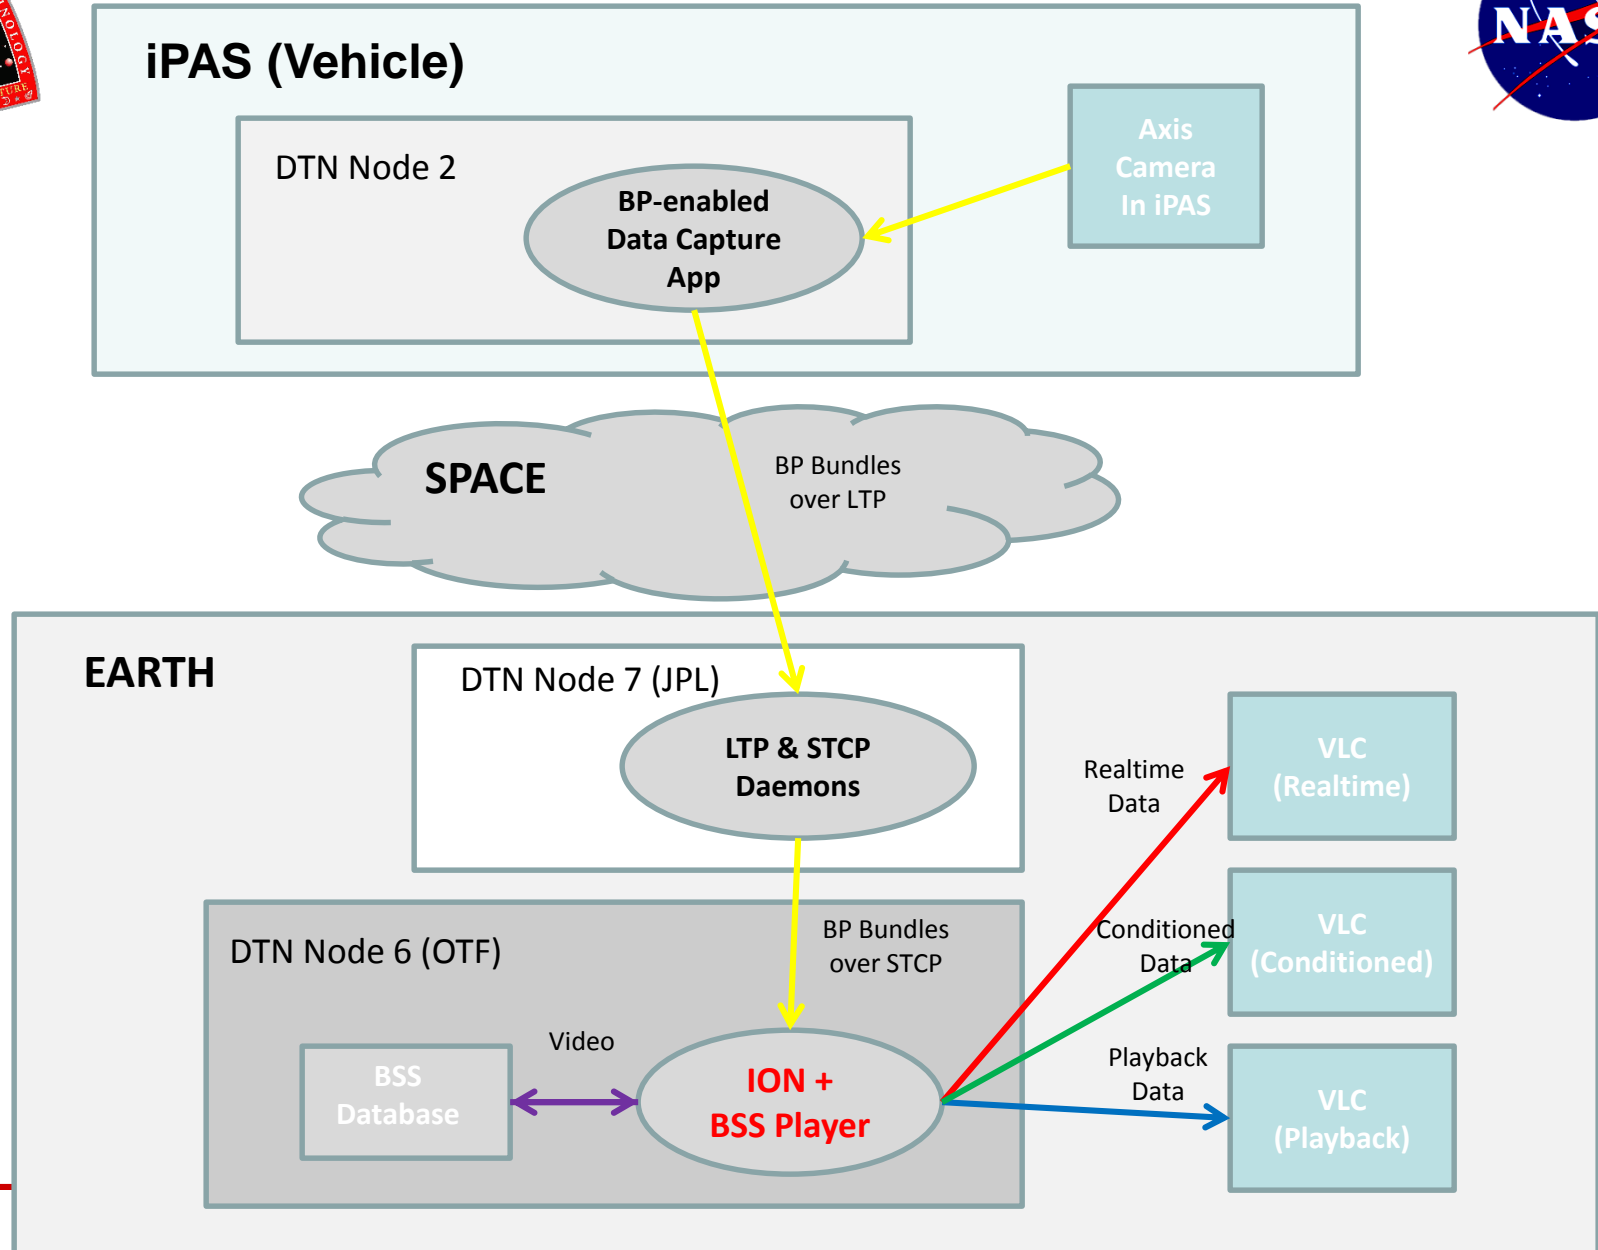 iPAS (Vehicle)
DTN Node 2
BP-enabled
Data Capture
App
Axis
Camera
In iPAS
SPACE
BP Bundles
over LTP
EARTH
DTN Node 7 (JPL)
LTP & STCP
Daemons
DTN Node 6 (OTF)
BP Bundles
over STCP
BSS
Database
Video
ION +
BSS Player
Realtime
Data
Conditioned
Data
Playback
Data
VLC
(Realtime)
VLC
(Conditioned)
VLC
(Playback)